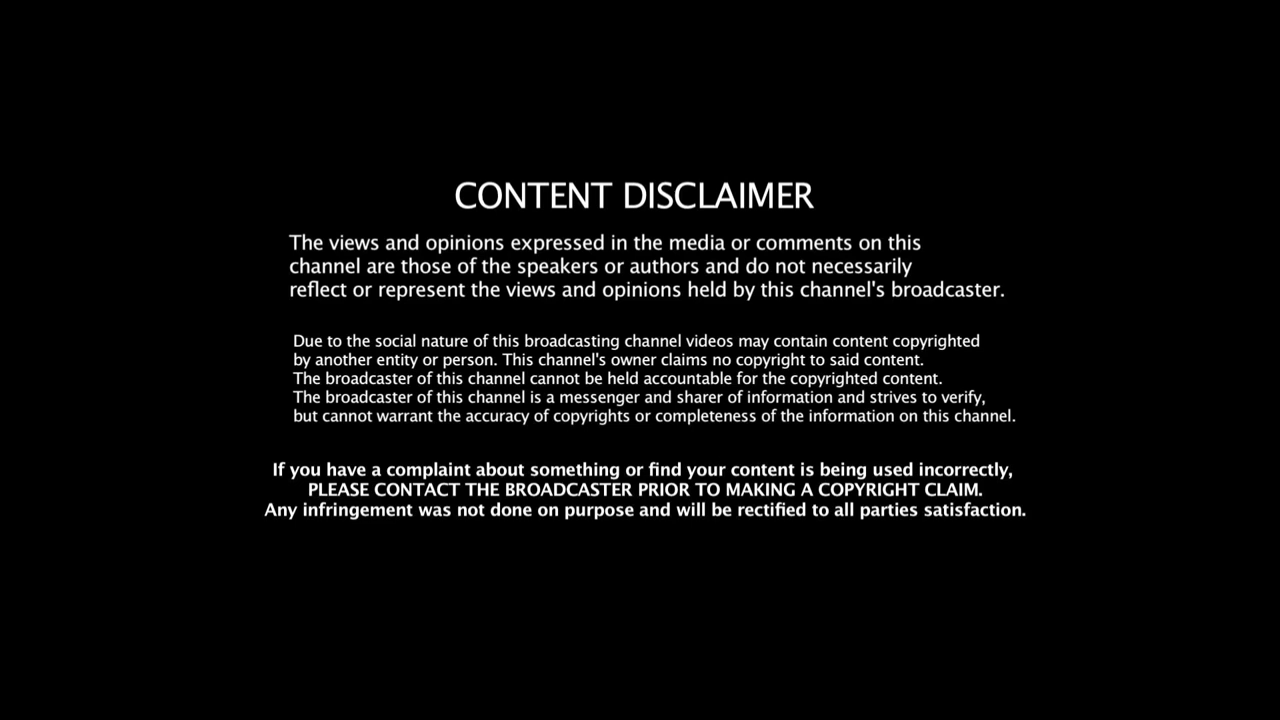 CONTENT DISCLAIMER
The views and opinions expressed in the media or comments on this
channel are those of the speakers or authors and do not necessarily
reflect or represent the views and opinions held by this channel's broadcaster.
Due to the social nature of this broadcasting channel videos may contain content copyrighted
by another entity or person. This channel's owner claims no copyright to said content.
The broadcaster of this channel cannot be held accountable for the copyrighted content.
The broadcaster of this channel is a messenger and sharer of information and strives to verify,
but cannot warrant the accuracy of copyrights or completeness of the information on this channel.
If you have a complaint about something or find your content is being used incorrectly,
PLEASE CONTACT THE BROADCASTER PRIOR TO MAKING A COPYRIGHT CLAIM.
Any infringement was not done on purpose and will be rectified to all parties satisfaction.